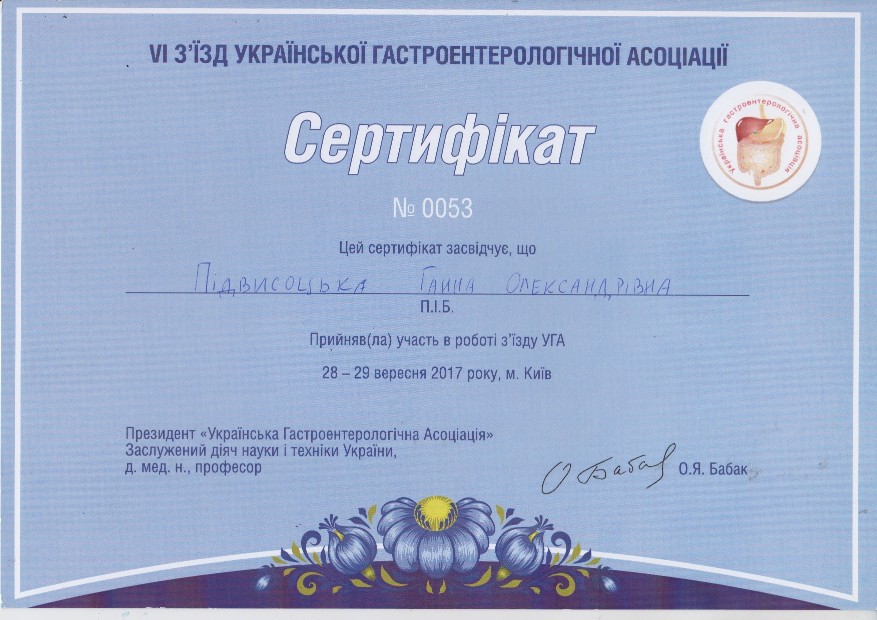 VI З’ЇЗД УКРАЇНСЬКОЇ ГАСТРОЕНТЕРОЛОГІЧНОЇ АСОЦІАЦІЇ
Українська гастроентерологічна асоціація
Сертифікат
№ 0053
Цей сертифікат засвідчує, що
Підвисоцька Ганна Олександрівна
П.І.Б.
Прийняв(ла) участь в роботі з’їзду УГА
28 – 29 вересня 2017 року, м. Київ
Президент «Українська Гастроентерологічна Асоціація»
Заслужений діяч науки і техніки України,
д. мед. н., професор
О Бабак О.Я. Бабак